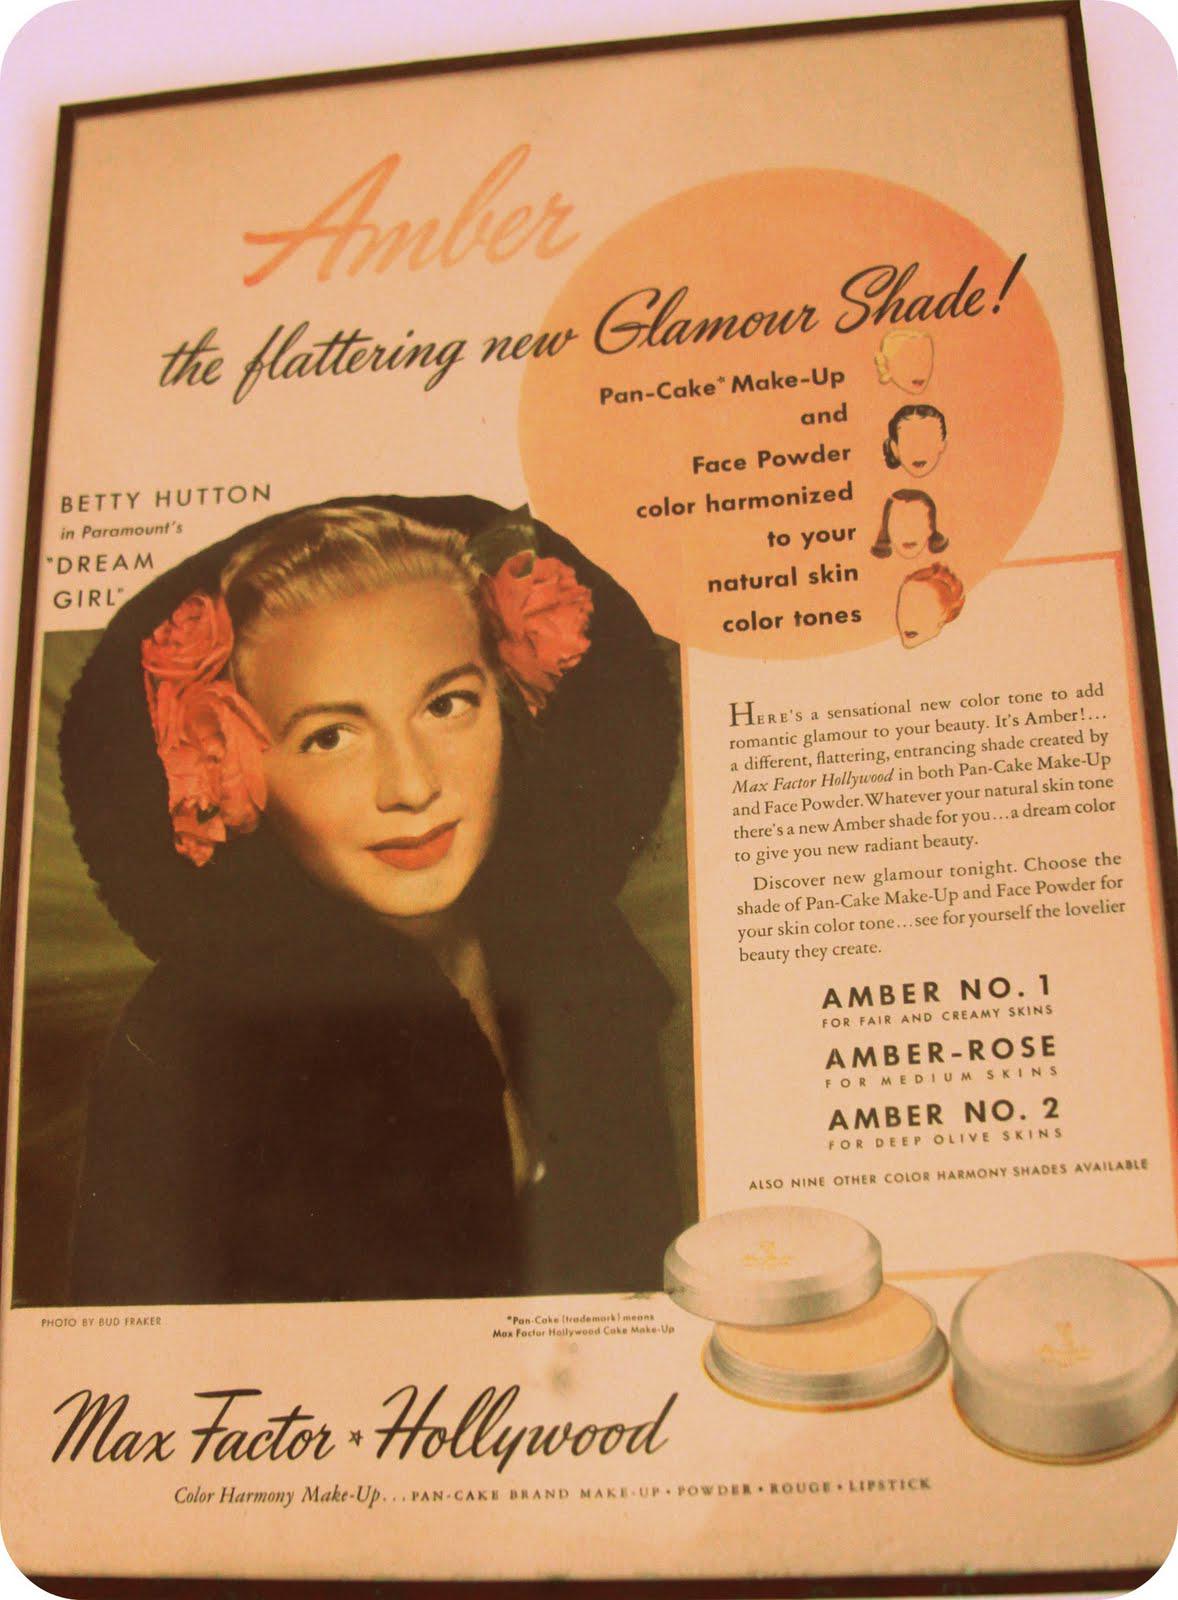 Amber
the flattering new Glamour Shade!
Pan-Cake* Make-Up
and
Face Powder
color harmonized
to your
natural skin
color tones
BETTY HUTTON
in Paramount's
"DREAM
GIRL"
HERE'S a sensational new color tone to add
romantic glamour to your beauty. It's Amber!...
a different, flattering, entrancing shade created by
Max Factor Hollywood in both Pan-Cake Make-Up
and Face Powder. Whatever your natural skin tone
there's a new Amber shade for you...a dream color
to give you new radiant beauty.
Discover new glamour tonight. Choose the
shade of Pan-Cake Make-Up and Face Powder for
your skin color tone...see for yourself the lovelier
beauty they create.
AMBER NO. 1
FOR FAIR AND CREAMY SKINS
AMBER-ROSE
FOR MEDIUM SKINS
AMBER NO. 2
FOR DEEP OLIVE SKINS
ALSO NINE OTHER COLOR HARMONY SHADES AVAILABLE
PHOTO BY BUD FRAKER
*Pan-Cake (trademark) means
Max Factor Hollywood Cake Make-Up
Max Factor ★ Hollywood
Color Harmony Make-Up...PAN-CAKE BRAND MAKE-UP • POWDER • ROUGE • LIPSTICK